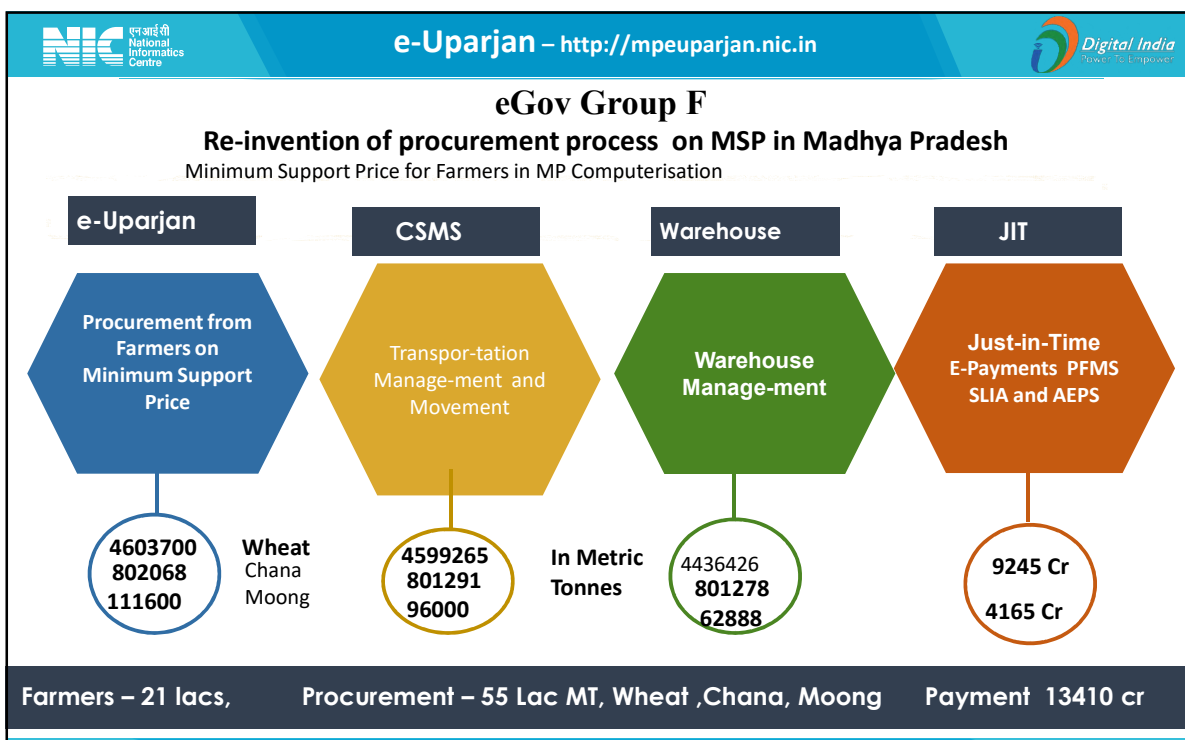 NIC
एन आई सी
National
Informatics
Centre
e-Uparjan – http://mpeuparjan.nic.in
Digital India
Power To Empower
eGov Group F
Re-invention of procurement process on MSP in Madhya Pradesh
Minimum Support Price for Farmers in MP Computerisation
e-Uparjan
CSMS
Warehouse
JIT
Procurement from
Farmers on
Minimum Support
Price
Transpor-tation
Manage-ment and
Movement
Warehouse
Manage-ment
Just-in-Time
E-Payments PFMS
SLIA and AEPS
4603700
802068
111600
Wheat
Chana
Moong
4599265
801291
96000
In Metric
Tonnes
4436426
801278
62888
9245 Cr
4165 Cr
Farmers – 21 lacs, Procurement – 55 Lac MT, Wheat ,Chana, Moong Payment 13410 cr